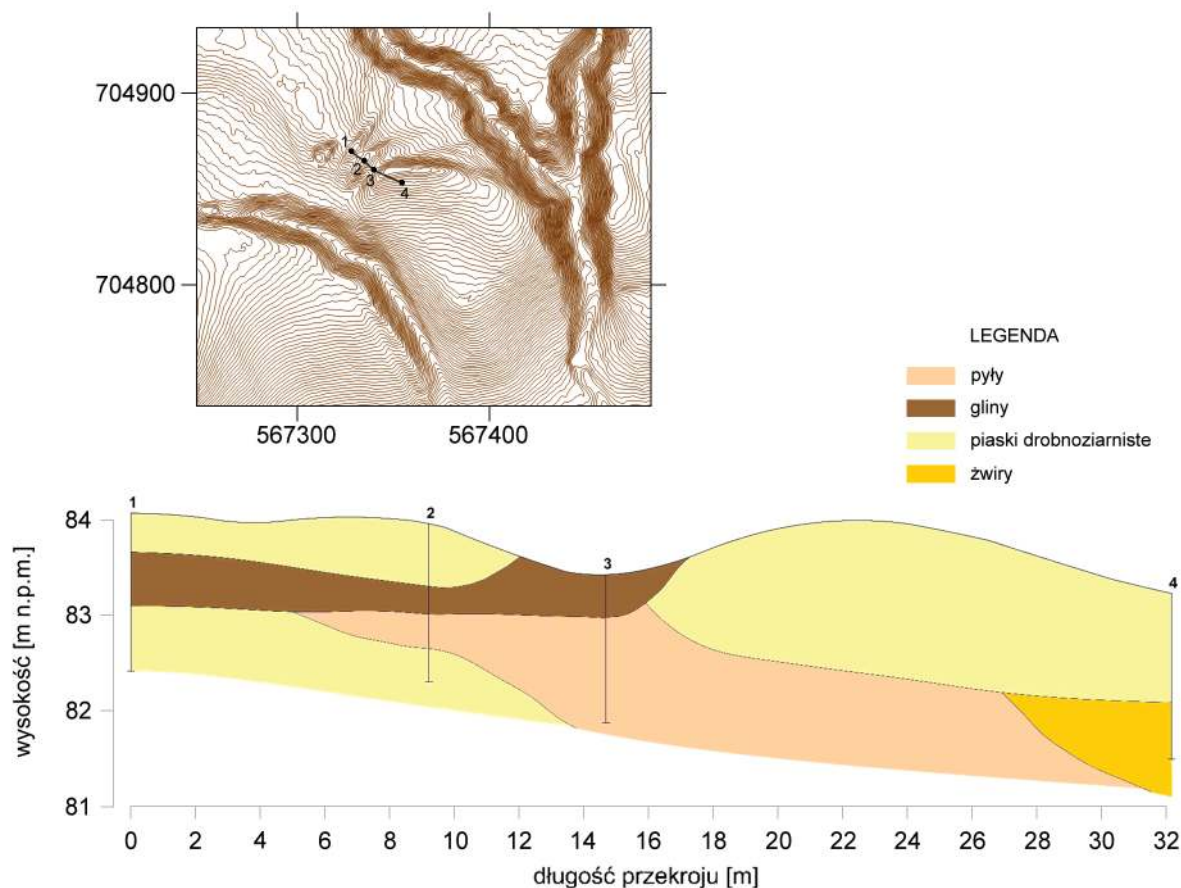 704900
704800
1
2
3
4
567300
567400
LEGENDA
pyły
gliny
piaski drobnoziarniste
żwiry
1
2
3
4
84
83
82
81
wysokość [m n.p.m.]
0 2 4 6 8 10 12 14 16 18 20 22 24 26 28 30 32
długość przekroju [m]